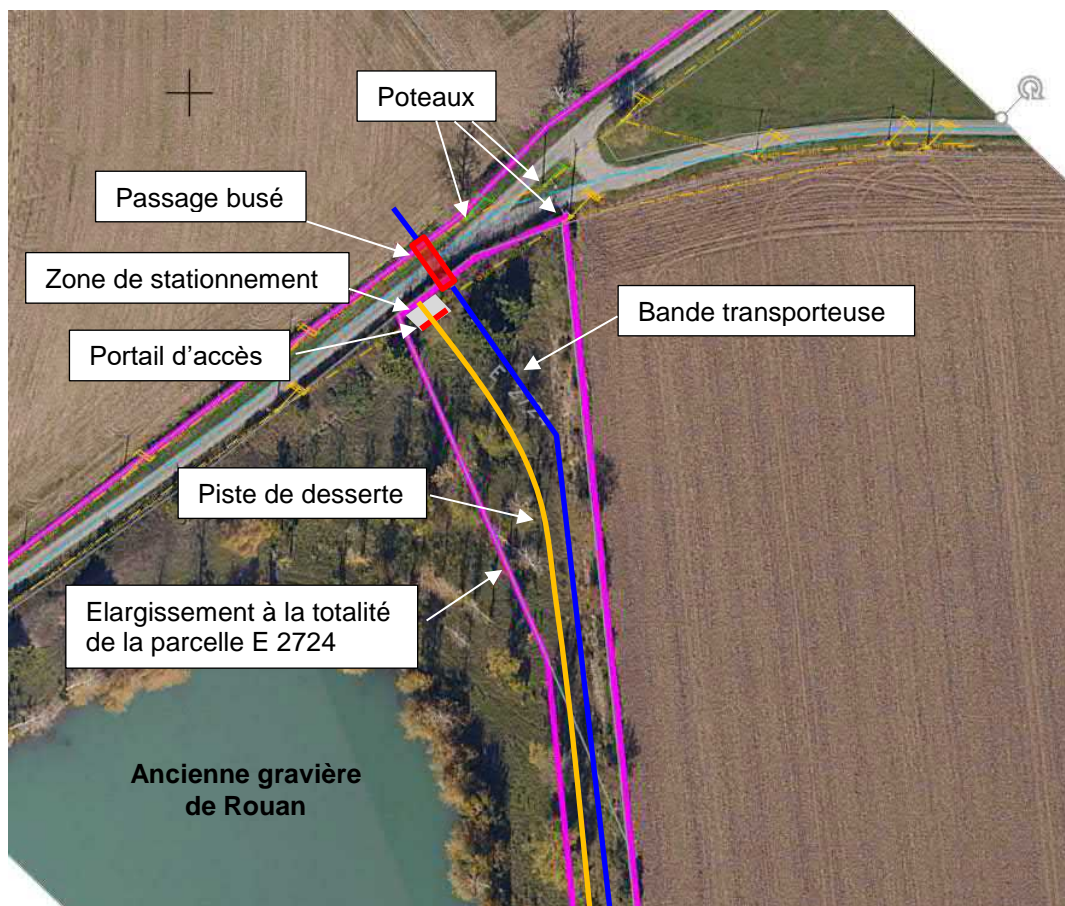 Poteaux
Passage busé
Zone de stationnement
Portail d'accès
Bande transporteuse
Piste de desserte
Elargissement à la totalité
de la parcelle E 2724
Ancienne gravière
de Rouan